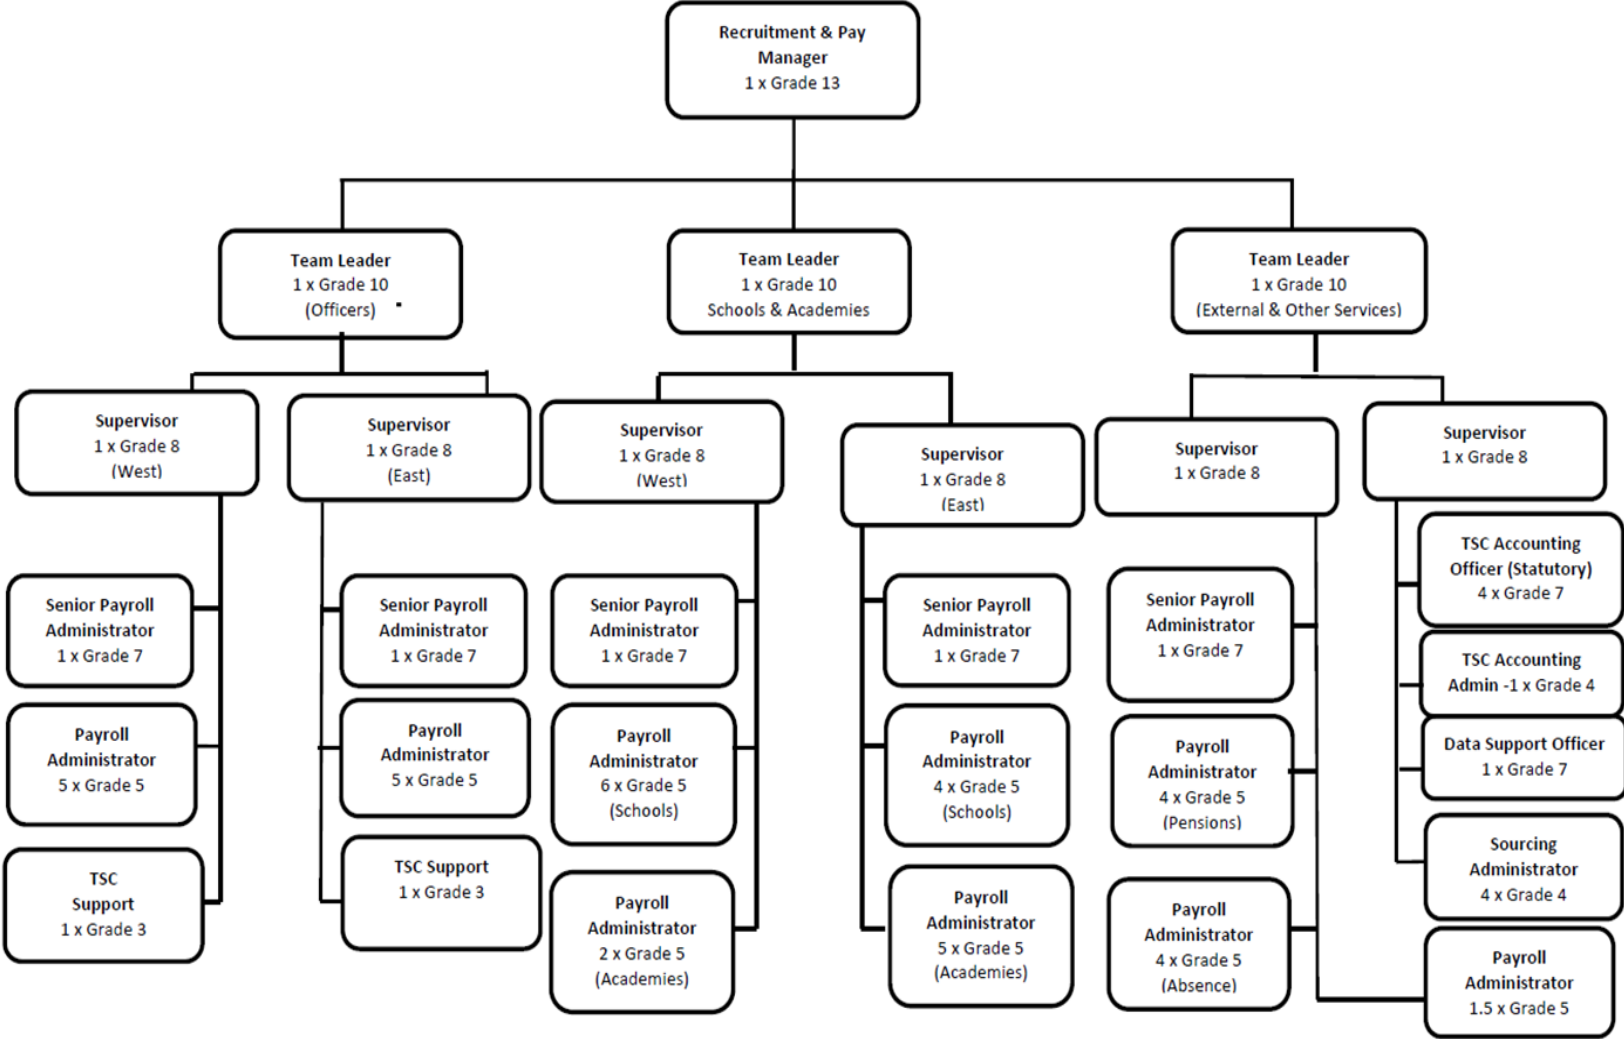 Recruitment & Pay
Manager
1 x Grade 13
Team Leader
1 x Grade 10
(Officers)
Team Leader
1 x Grade 10
Schools & Academies
Team Leader
1 x Grade 10
(External & Other Services)
Supervisor
1 x Grade 8
(West)
Supervisor
1 x Grade 8
(East)
Supervisor
1 x Grade 8
(West)
Supervisor
1 x Grade 8
(East)
Supervisor
1 x Grade 8
Supervisor
1 x Grade 8
Senior Payroll
Administrator
1 x Grade 7
Payroll
Administrator
5 x Grade 5
TSC
Support
1 x Grade 3
Senior Payroll
Administrator
1 x Grade 7
Payroll
Administrator
5 x Grade 5
TSC Support
1 x Grade 3
Senior Payroll
Administrator
1 x Grade 7
Payroll
Administrator
6 x Grade 5
(Schools)
Payroll
Administrator
2 x Grade 5
(Academies)
Senior Payroll
Administrator
1 x Grade 7
Payroll
Administrator
4 x Grade 5
(Schools)
Payroll
Administrator
5 x Grade 5
(Academies)
Senior Payroll
Administrator
1 x Grade 7
Payroll
Administrator
4 x Grade 5
(Pensions)
Payroll
Administrator
4 x Grade 5
(Absence)
TSC Accounting
Officer (Statutory)
4 x Grade 7
TSC Accounting
Admin -1 x Grade 4
Data Support Officer
1 x Grade 7
Sourcing
Administrator
4 x Grade 4
Payroll
Administrator
1.5 x Grade 5